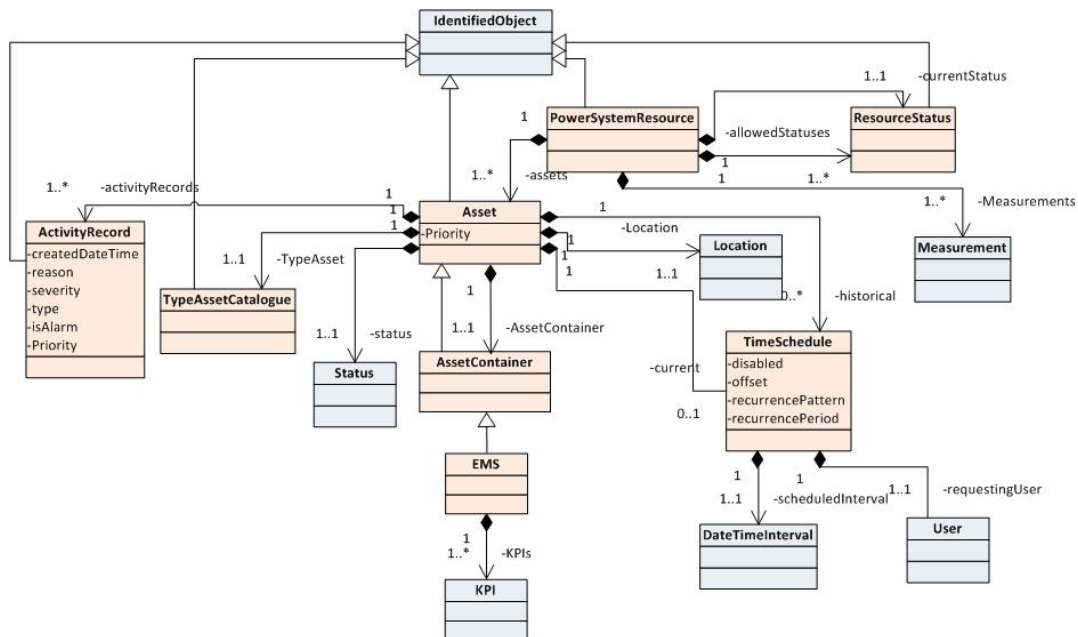 IdentifiedObject
1..1
-currentStatus
1
PowerSystemResource
ResourceStatus
-allowedStatuses
1
1..*
1
1..*
-assets
1..*
-activityRecords
1
1
1
Asset
-Priority
1
-Location
1
1
1
1..*
-Measurements
ActivityRecord
-createdDateTime
-reason
-severity
-type
-isAlarm
-Priority
1..1
-TypeAsset
TypeAssetCatalogue
Location
1..1
Measurement
1
0..*
-historical
1..1
-status
1..1
-AssetContainer
Status
AssetContainer
TimeSchedule
-disabled
-offset
-recurrencePattern
-recurrencePeriod
-current
0..1
EMS
1
1
1..1
-scheduledInterval
1..1
-requestingUser
1
1..*
-KPIs
DateTimeInterval
User
KPI